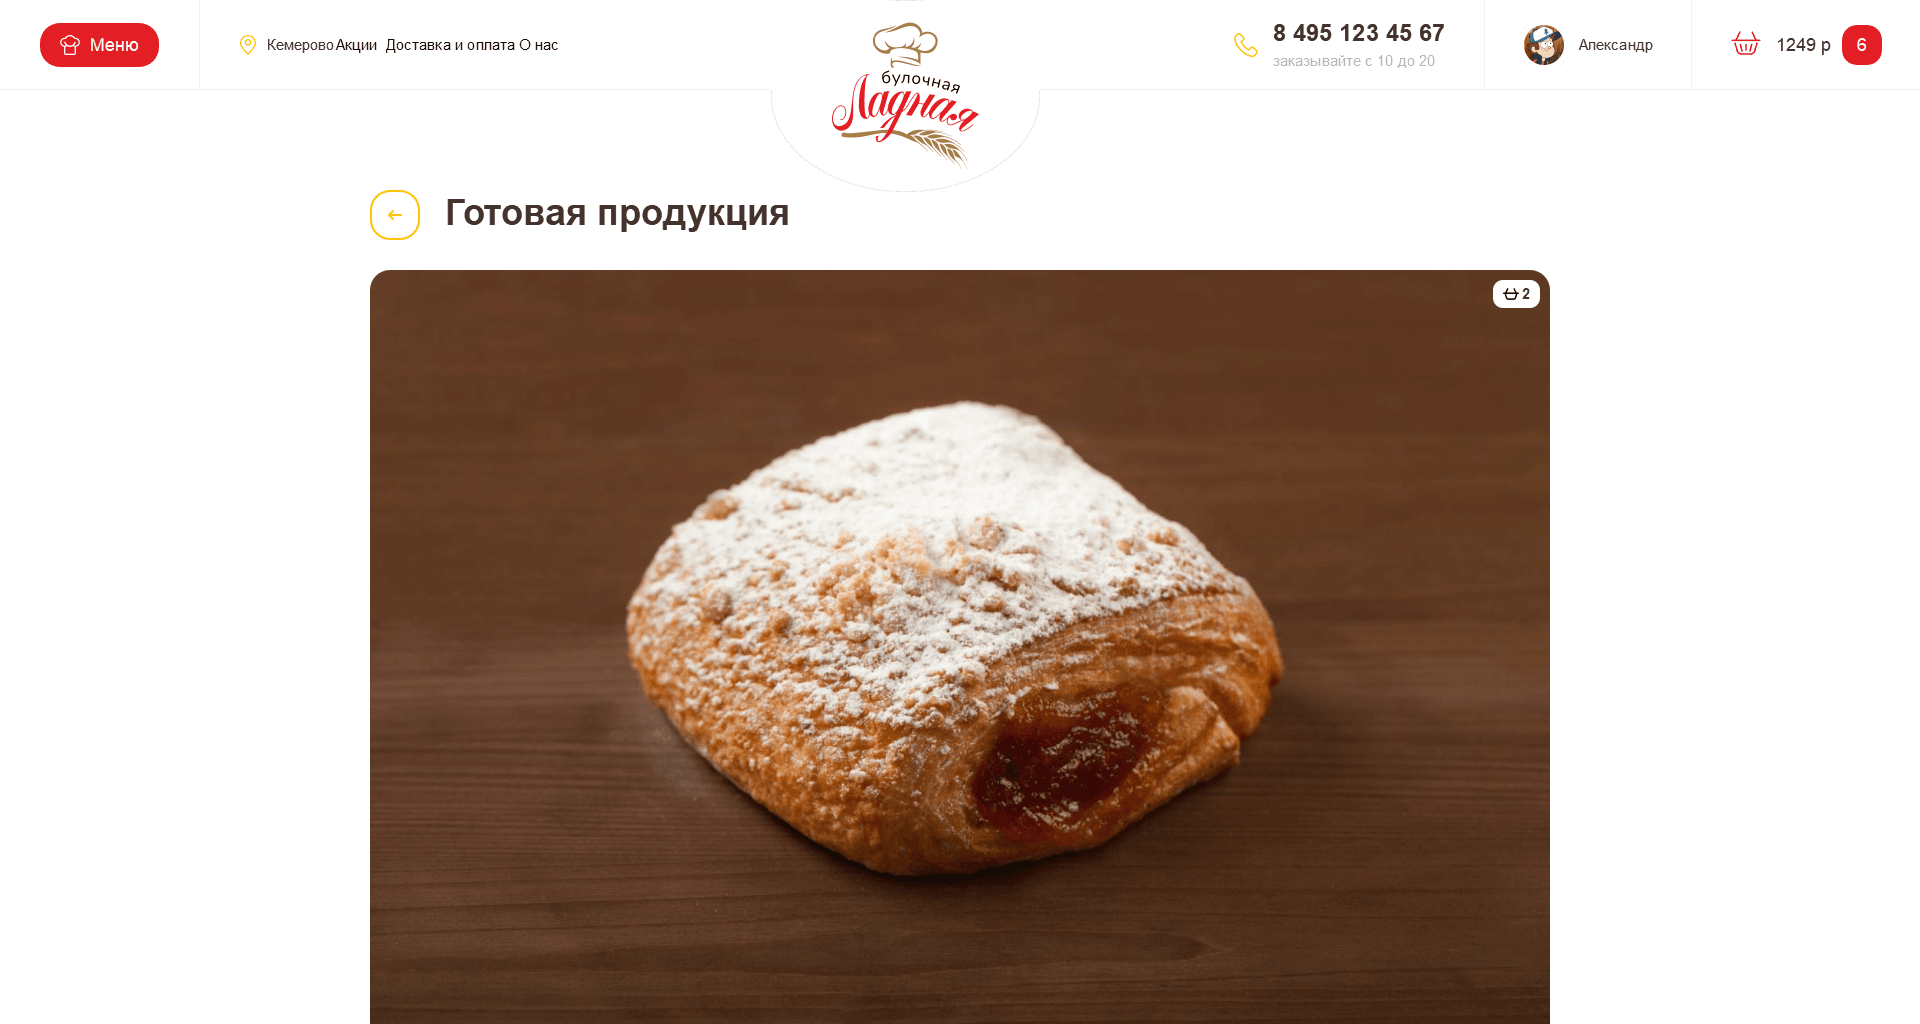 Меню
Кемерово Акции Доставка и оплата О нас
булочная
Ладная
8 495 123 45 67
заказывайте с 10 до 20
Александр
1249 р 6
Готовая продукция
2